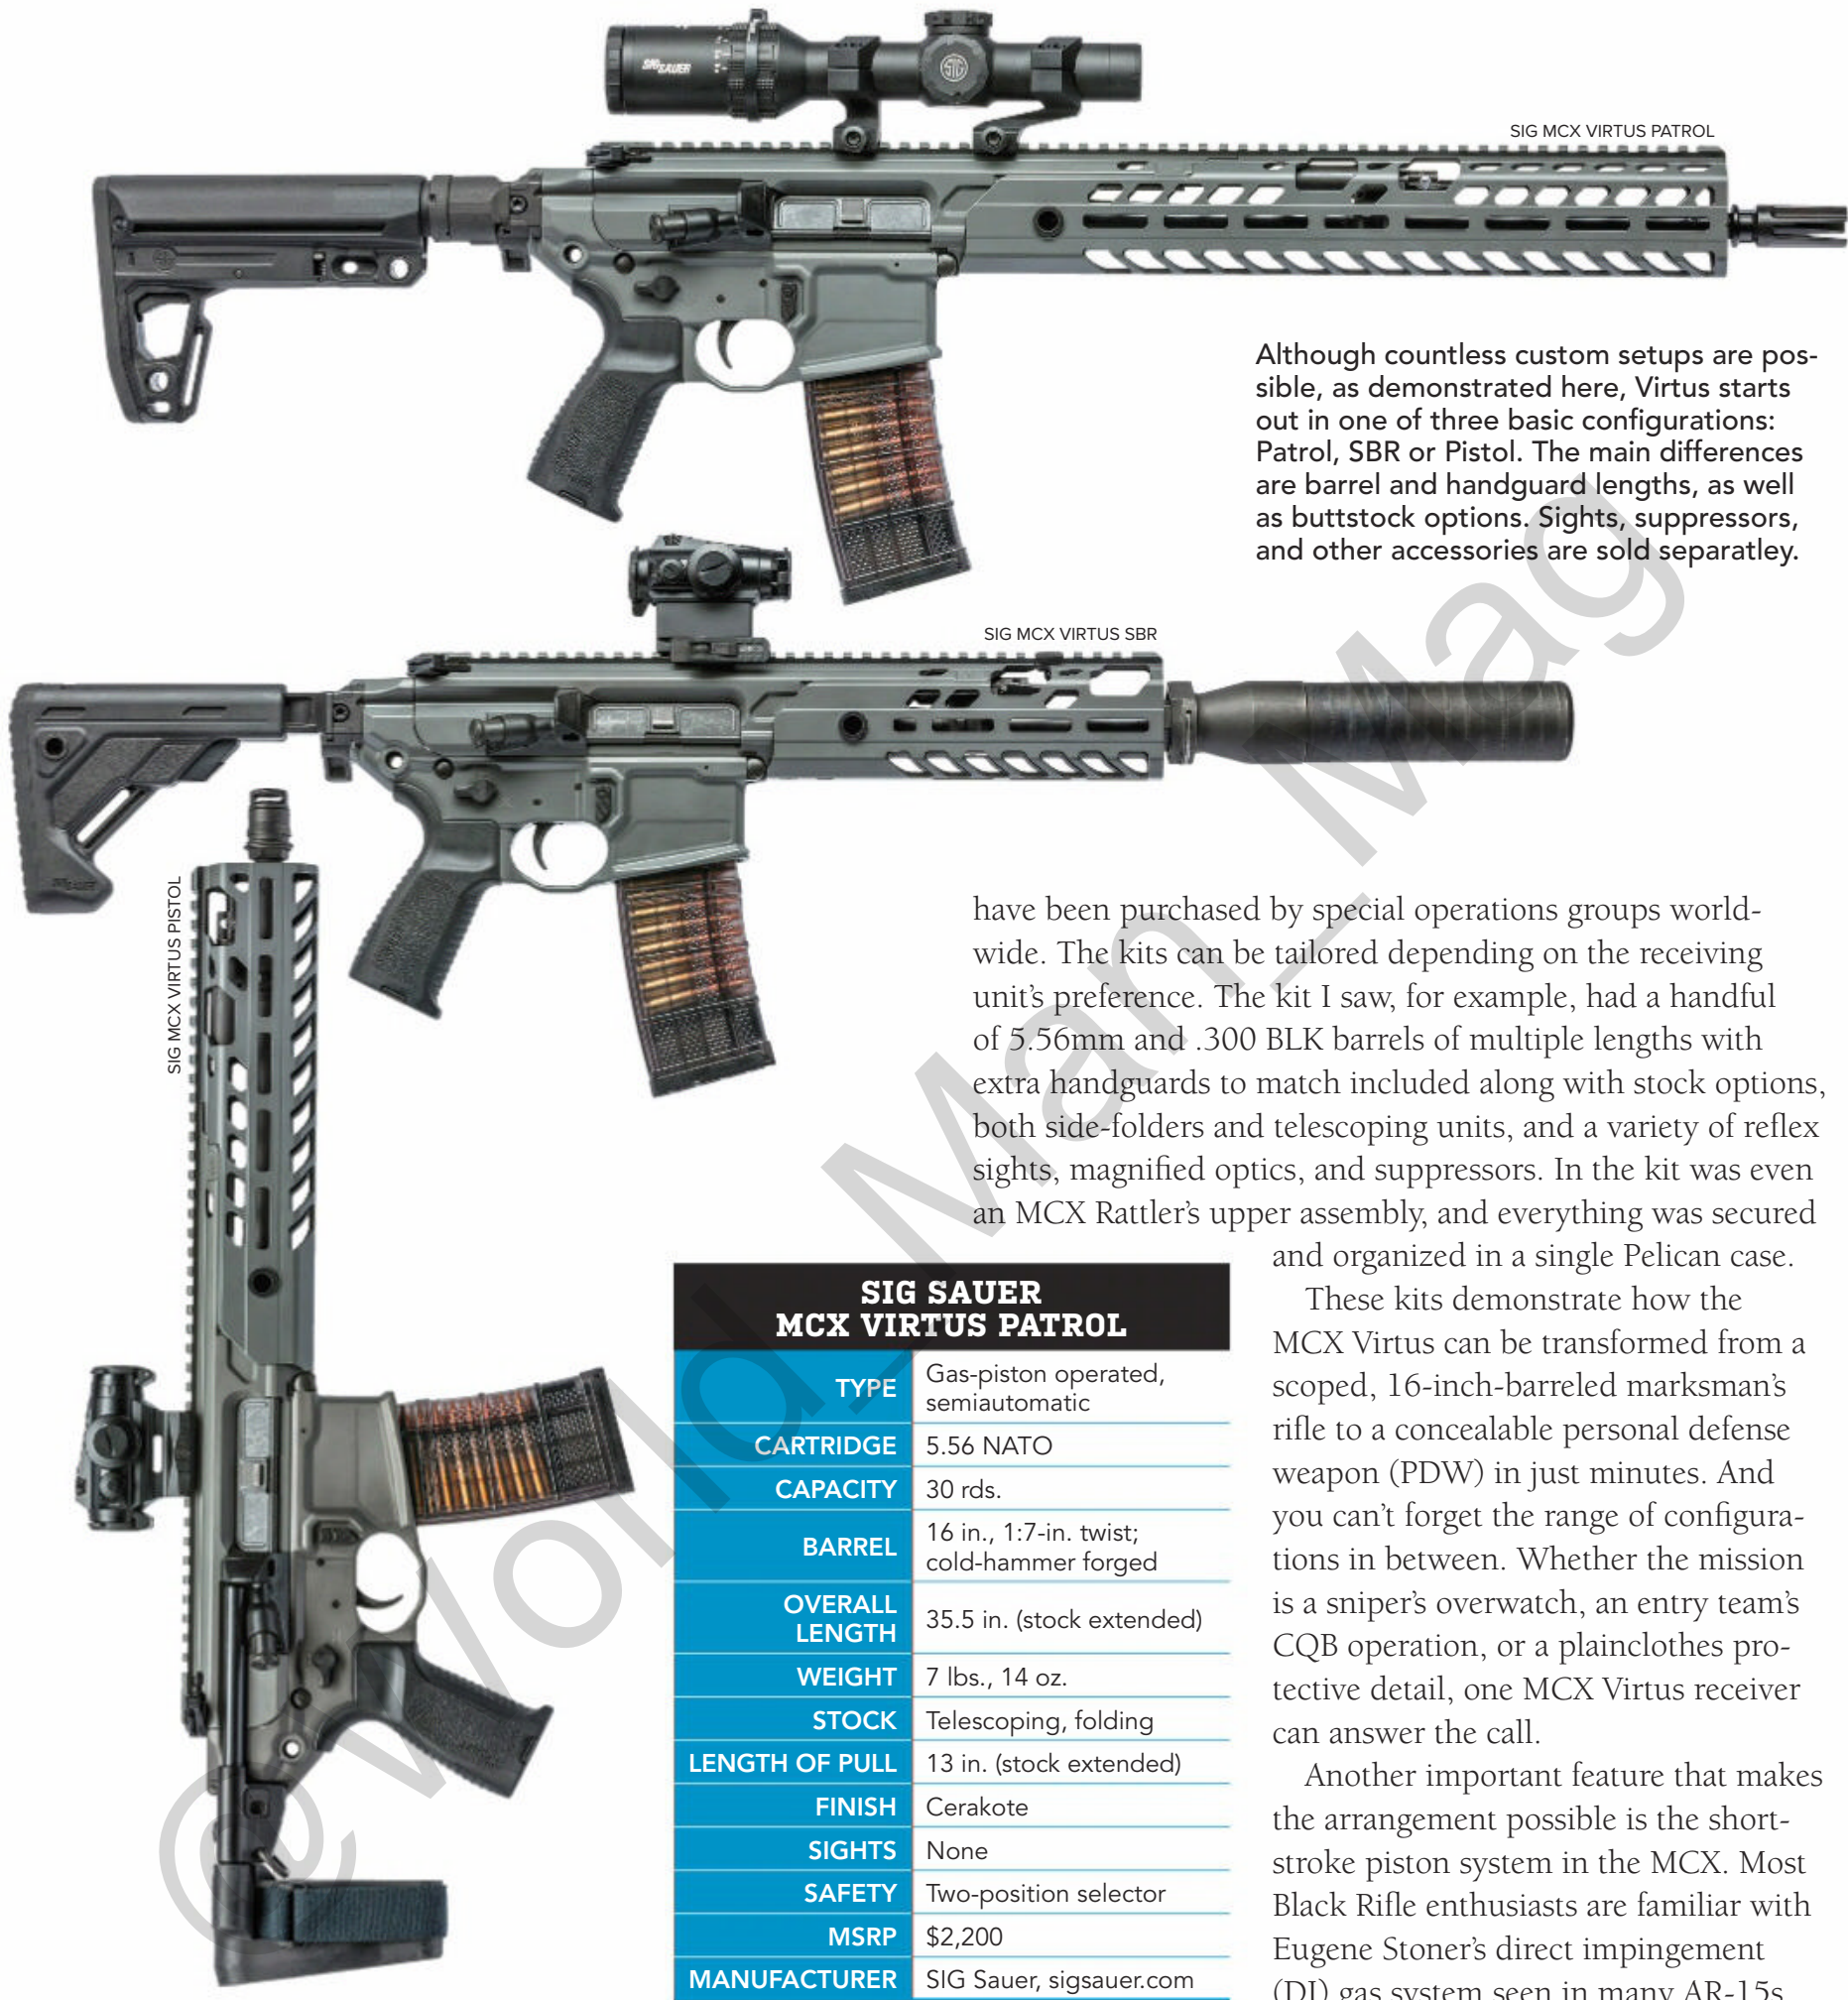 SIG SAUER
SIG
SIG MCX VIRTUS PATROL
Although countless custom setups are pos-
sible, as demonstrated here, Virtus starts
out in one of three basic configurations:
Patrol, SBR or Pistol. The main differences
are barrel and handguard lengths, as well
as buttstock options. Sights, suppressors,
and other accessories are sold separatley.
SIG MCX VIRTUS SBR
SIG MCX VIRTUS PISTOL
have been purchased by special operations groups world-
wide. The kits can be tailored depending on the receiving
unit's preference. The kit I saw, for example, had a handful
of 5.56mm and .300 BLK barrels of multiple lengths with
extra handguards to match included along with stock options,
both side-folders and telescoping units, and a variety of reflex
sights, magnified optics, and suppressors. In the kit was even
an MCX Rattler's upper assembly, and everything was secured
and organized in a single Pelican case.
These kits demonstrate how the
MCX Virtus can be transformed from a
scoped, 16-inch-barreled marksman's
rifle to a concealable personal defense
weapon (PDW) in just minutes. And
you can't forget the range of configura-
tions in between. Whether the mission
is a sniper's overwatch, an entry team's
CQB operation, or a plainclothes pro-
tective detail, one MCX Virtus receiver
can answer the call.
Another important feature that makes
the arrangement possible is the short-
stroke piston system in the MCX. Most
Black Rifle enthusiasts are familiar with
Eugene Stoner's direct impingement
(DI) gas system seen in many AR-15s
SIG SAUER
MCX VIRTUS PATROL
TYPE Gas-piston operated,
semiautomatic
CARTRIDGE 5.56 NATO
CAPACITY 30 rds.
BARREL 16 in., 1:7-in. twist;
cold-hammer forged
OVERALL
LENGTH 35.5 in. (stock extended)
WEIGHT 7 lbs., 14 oz.
STOCK Telescoping, folding
LENGTH OF PULL 13 in. (stock extended)
FINISH Cerakote
SIGHTS None
SAFETY Two-position selector
MSRP $2,200
MANUFACTURER SIG Sauer, sigsauer.com
@World_Man_Mag